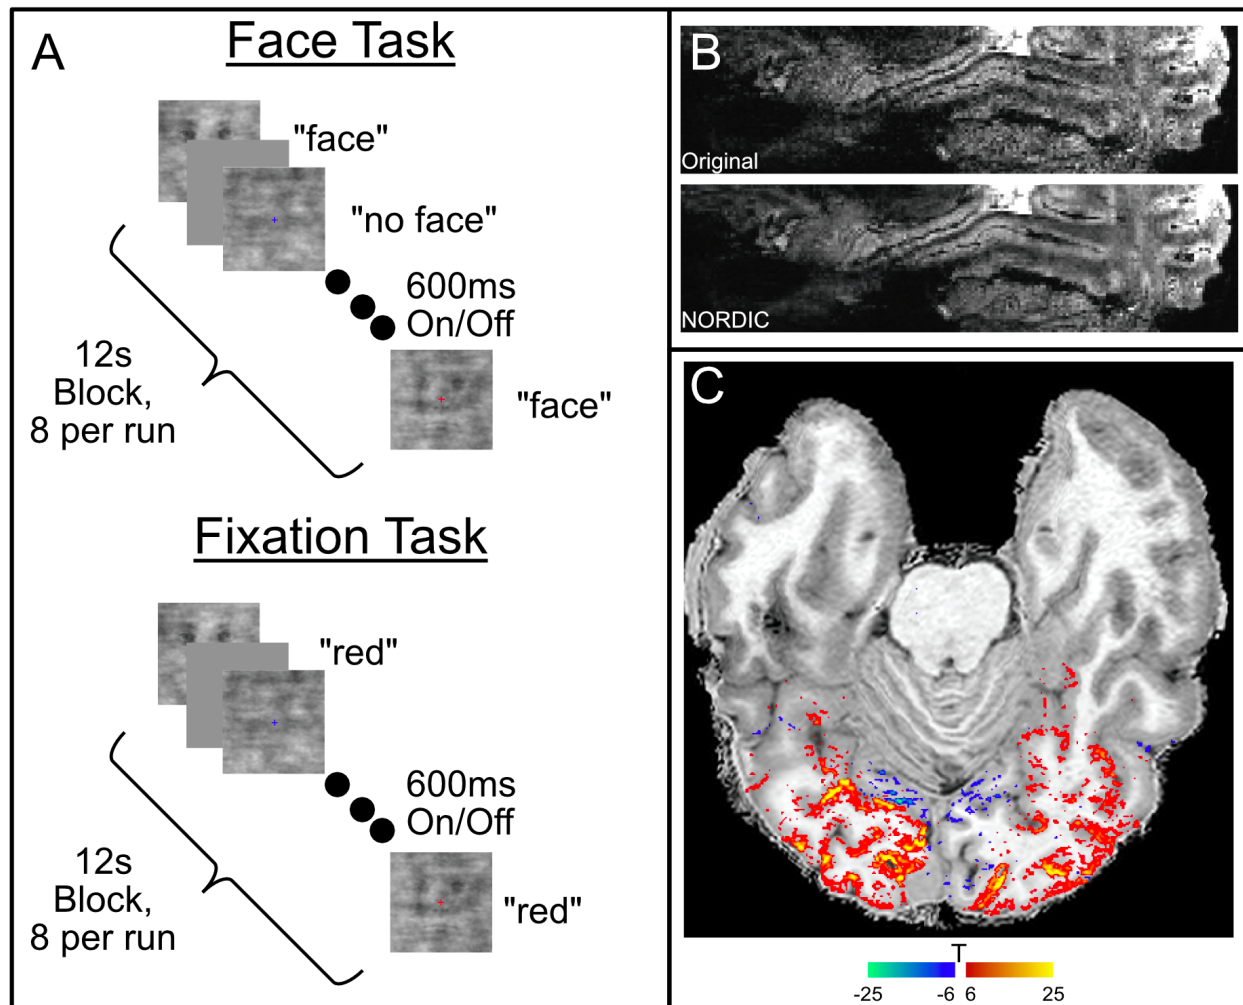 A
Face Task
"face"
"no face"
600ms
On/Off
12s
Block,
8 per run
"face"
Fixation Task
"red"
600ms
On/Off
12s
Block,
8 per run
"red"
B
Original
NORDIC
C
T
-25
-6
6
25